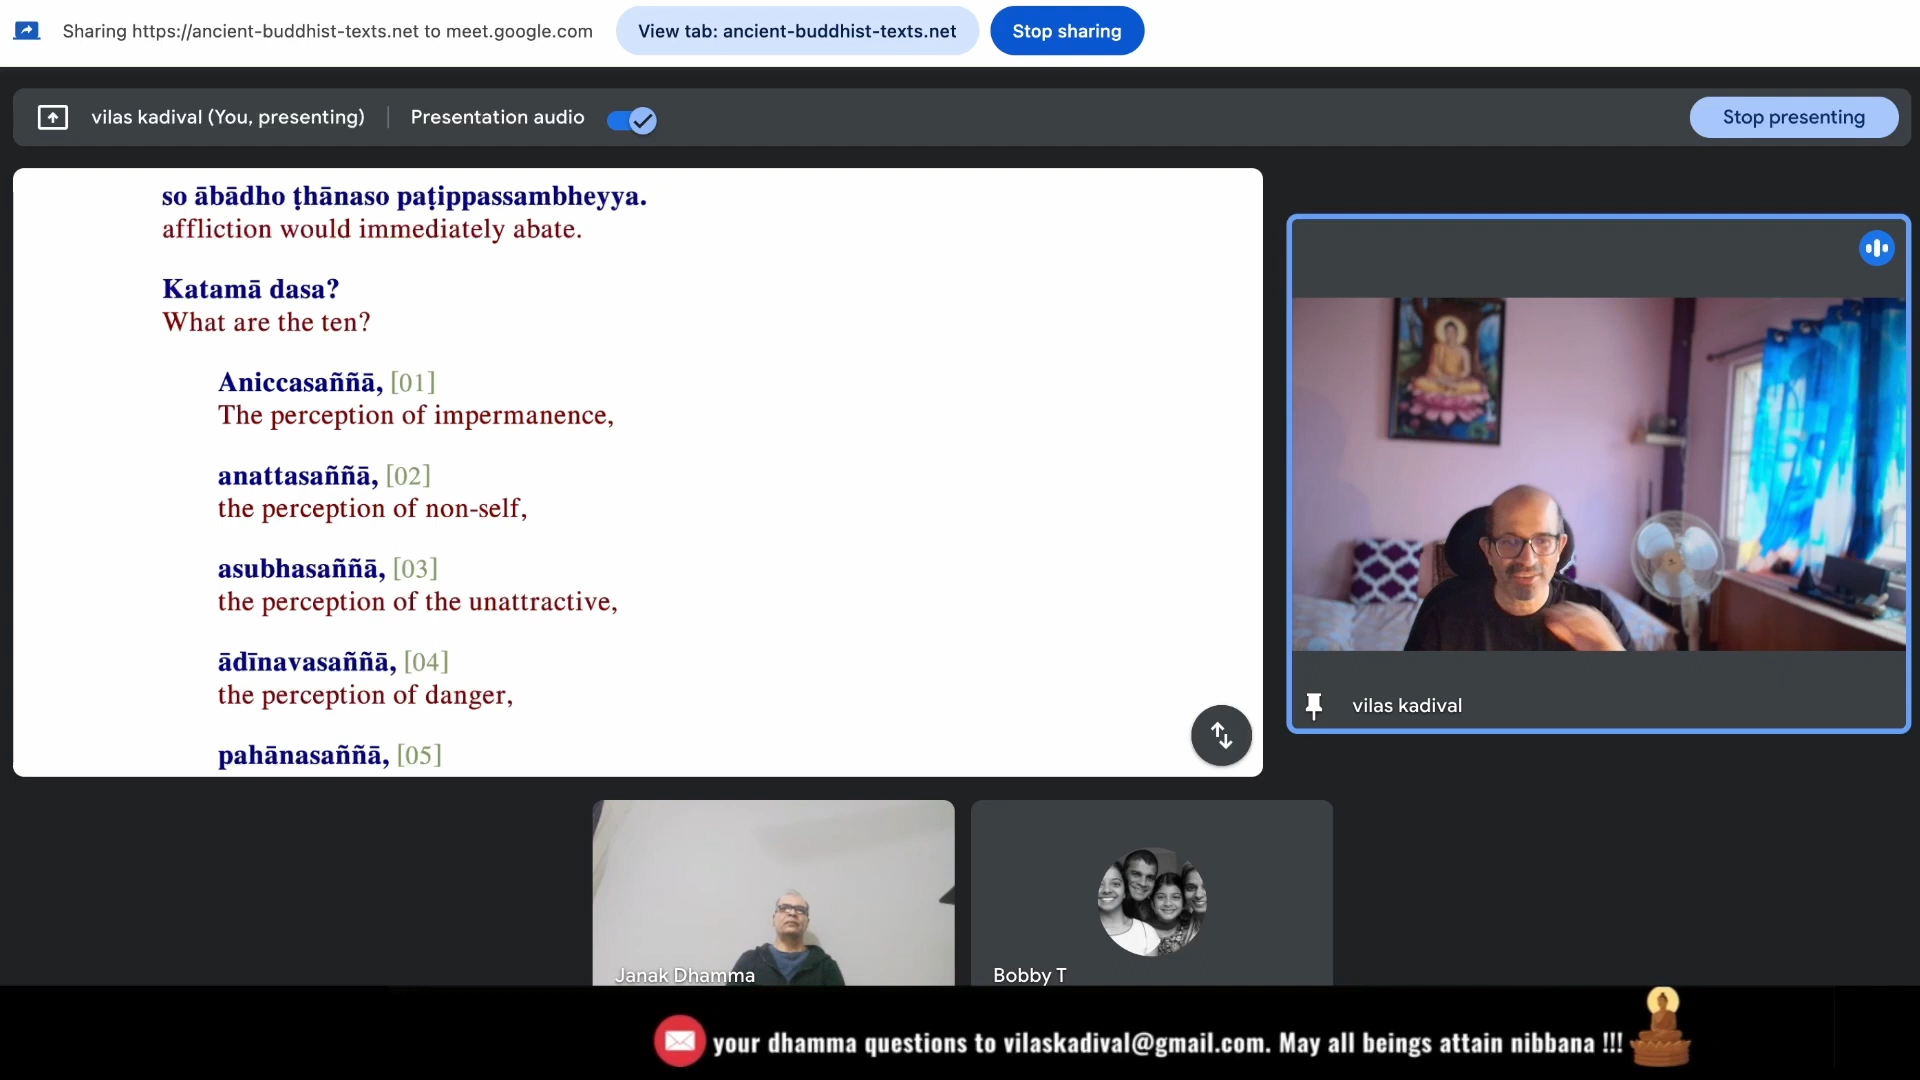 Sharing https://ancient-buddhist-texts.net to meet.google.com
View tab: ancient-buddhist-texts.net
Stop sharing
vilas kadival (You, presenting)
Presentation audio
Stop presenting
so ābādho ṭhānaso paṭippassambheyya.
affliction would immediately abate.
Katamā dasa?
What are the ten?
Aniccasaññā, [01]
The perception of impermanence,
anattasaññā, [02]
the perception of non-self,
asubhasaññā, [03]
the perception of the unattractive,
ādīnavasaññā, [04]
the perception of danger,
pahānasaññā, [05]
vilas kadival
Janak Dhamma
Bobby T
your dhamma questions to vilaskadival@gmail.com. May all beings attain nibbana !!!